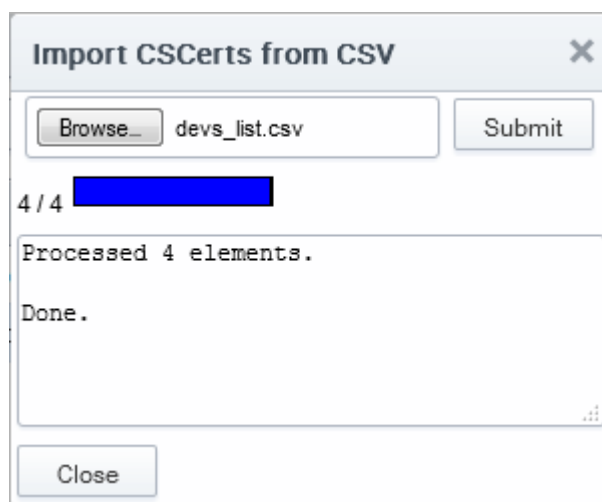 Import CSCerts from CSV ×
Browse... devs_list.csv Submit
4 / 4
Processed 4 elements.
Done.
Close